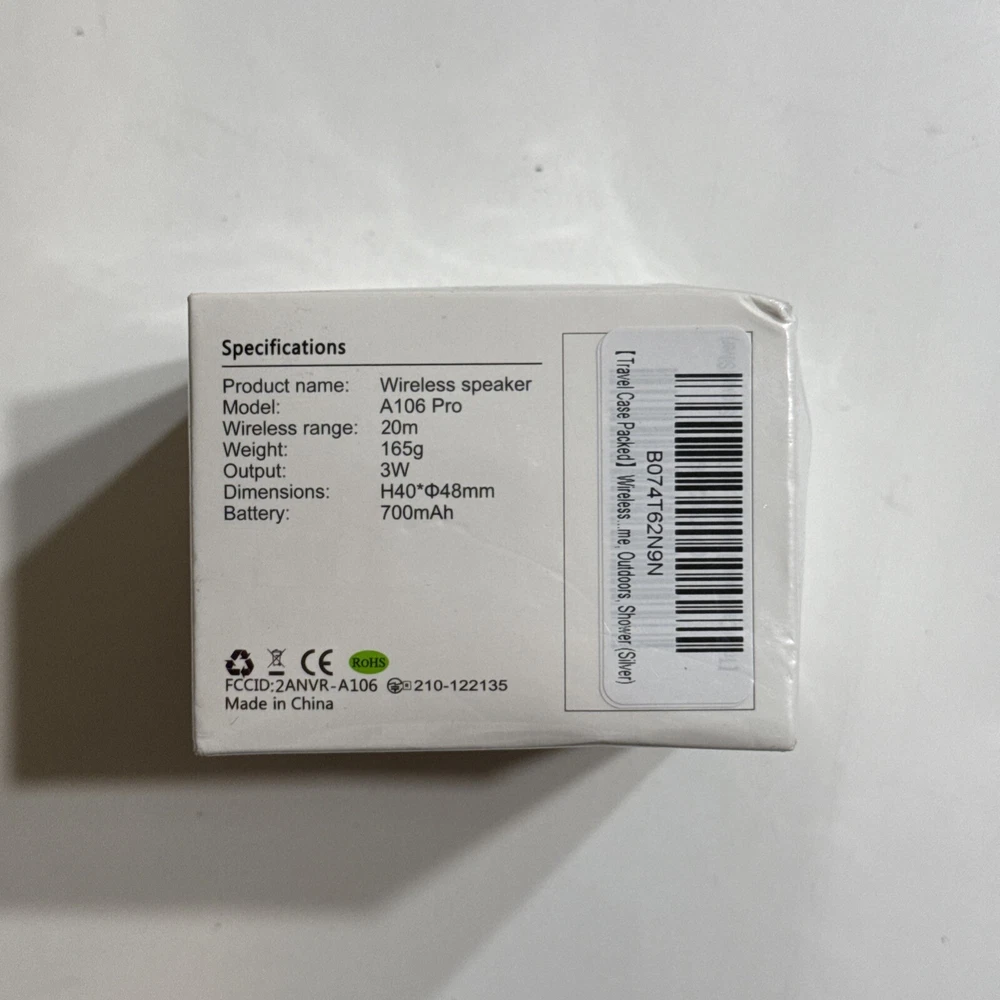 Specifications
Product name: Wireless speaker
Model: A106 Pro
Wireless range: 20m
Weight: 165g
Output: 3W
Dimensions: H40*Φ48mm
Battery: 700mAh
CE RoHS
FCCID:2ANVR-A106 R 210-122135
Made in China
B074T62N9N
【Travel Case Packed】 Wireless...me, Outdoors, Shower (Silver)